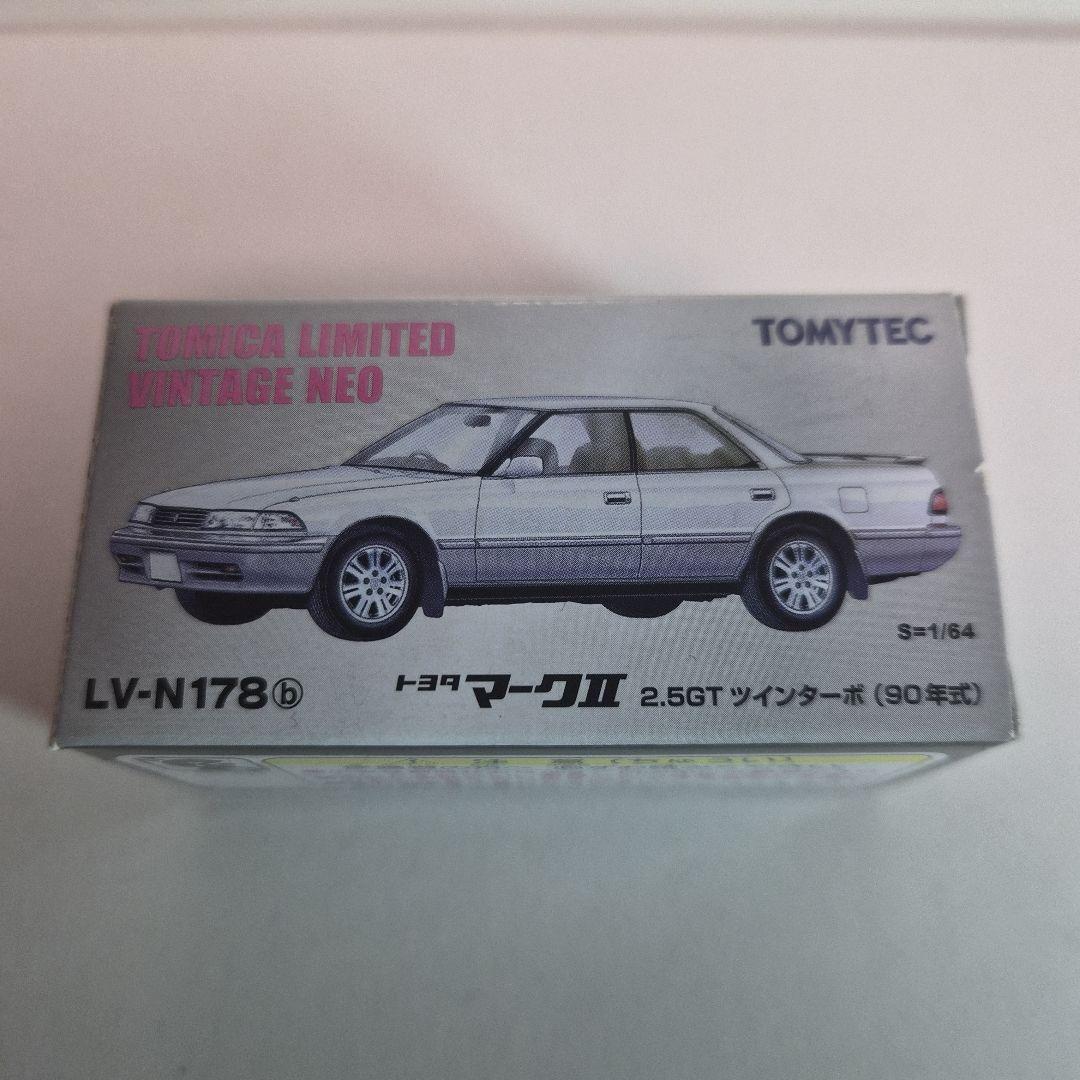 TOMICA LIMITED
VINTAGE NEO
TOMYTEC
S=1/64
LV-N178ⓑ トヨタ マークII 2.5GT ツインターボ (90年式)